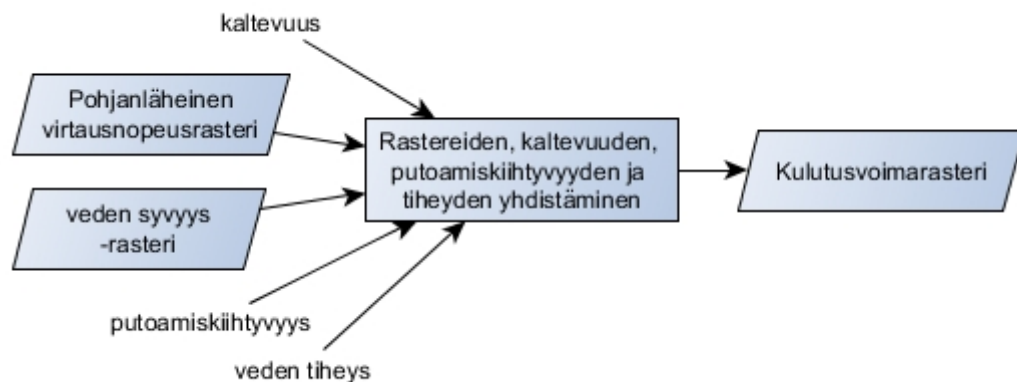 kaltevuus
Pohjanläheinen
virtausnopeusrasteri
veden syvyys
-rasteri
Rastereiden, kaltevuuden,
putoamiskiihtyvyyden ja
tiheyden yhdistäminen
Kulutusvoimarasteri
putoamiskiihtyvyys
veden tiheys